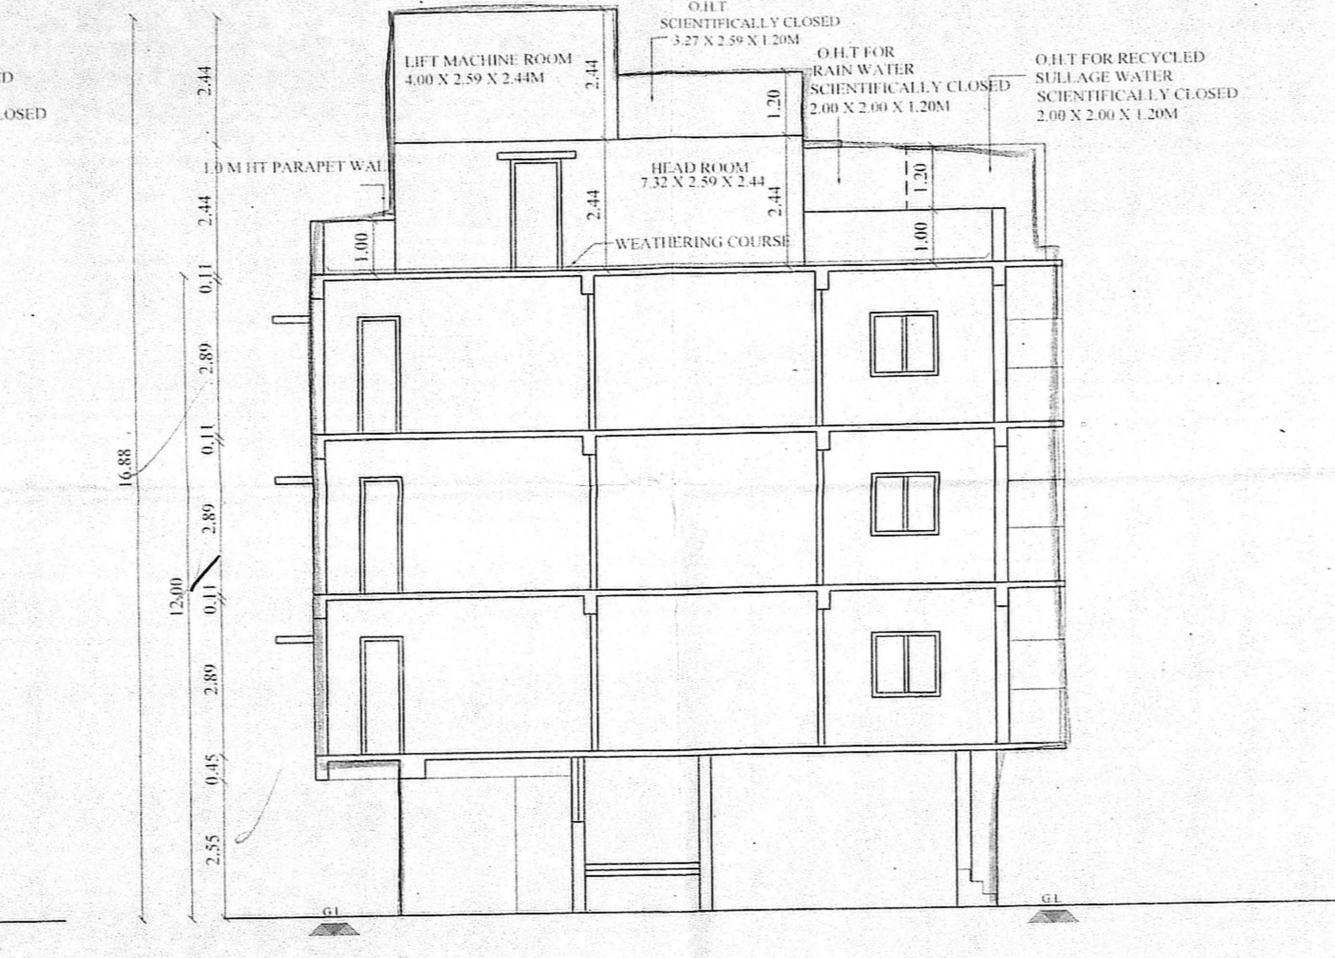 ED
LOSED
O.H.T
SCIENTIFICALLY CLOSED
3.27 X 2.59 X 1.20M
O.H.T FOR
RAIN WATER
SCIENTIFICALLY CLOSED
2.00 X 2.00 X 1.20M
O.H.T FOR RECYCLED
SULLAGE WATER
SCIENTIFICALLY CLOSED
2.00 X 2.00 X 1.20M
LIFT MACHINE ROOM
4.00 X 2.59 X 2.44M
2.44
2.44
1.20
1.0 M HT PARAPET WALL
HEAD ROOM
7.32 X 2.59 X 2.44
1.20
2.44
2.44
2.44
WEATHERING COURSE
1.00
1.00
0.11
2.89
0.11
16.88
2.89
12.00
0.11
2.89
0.45
2.55
GL
GL